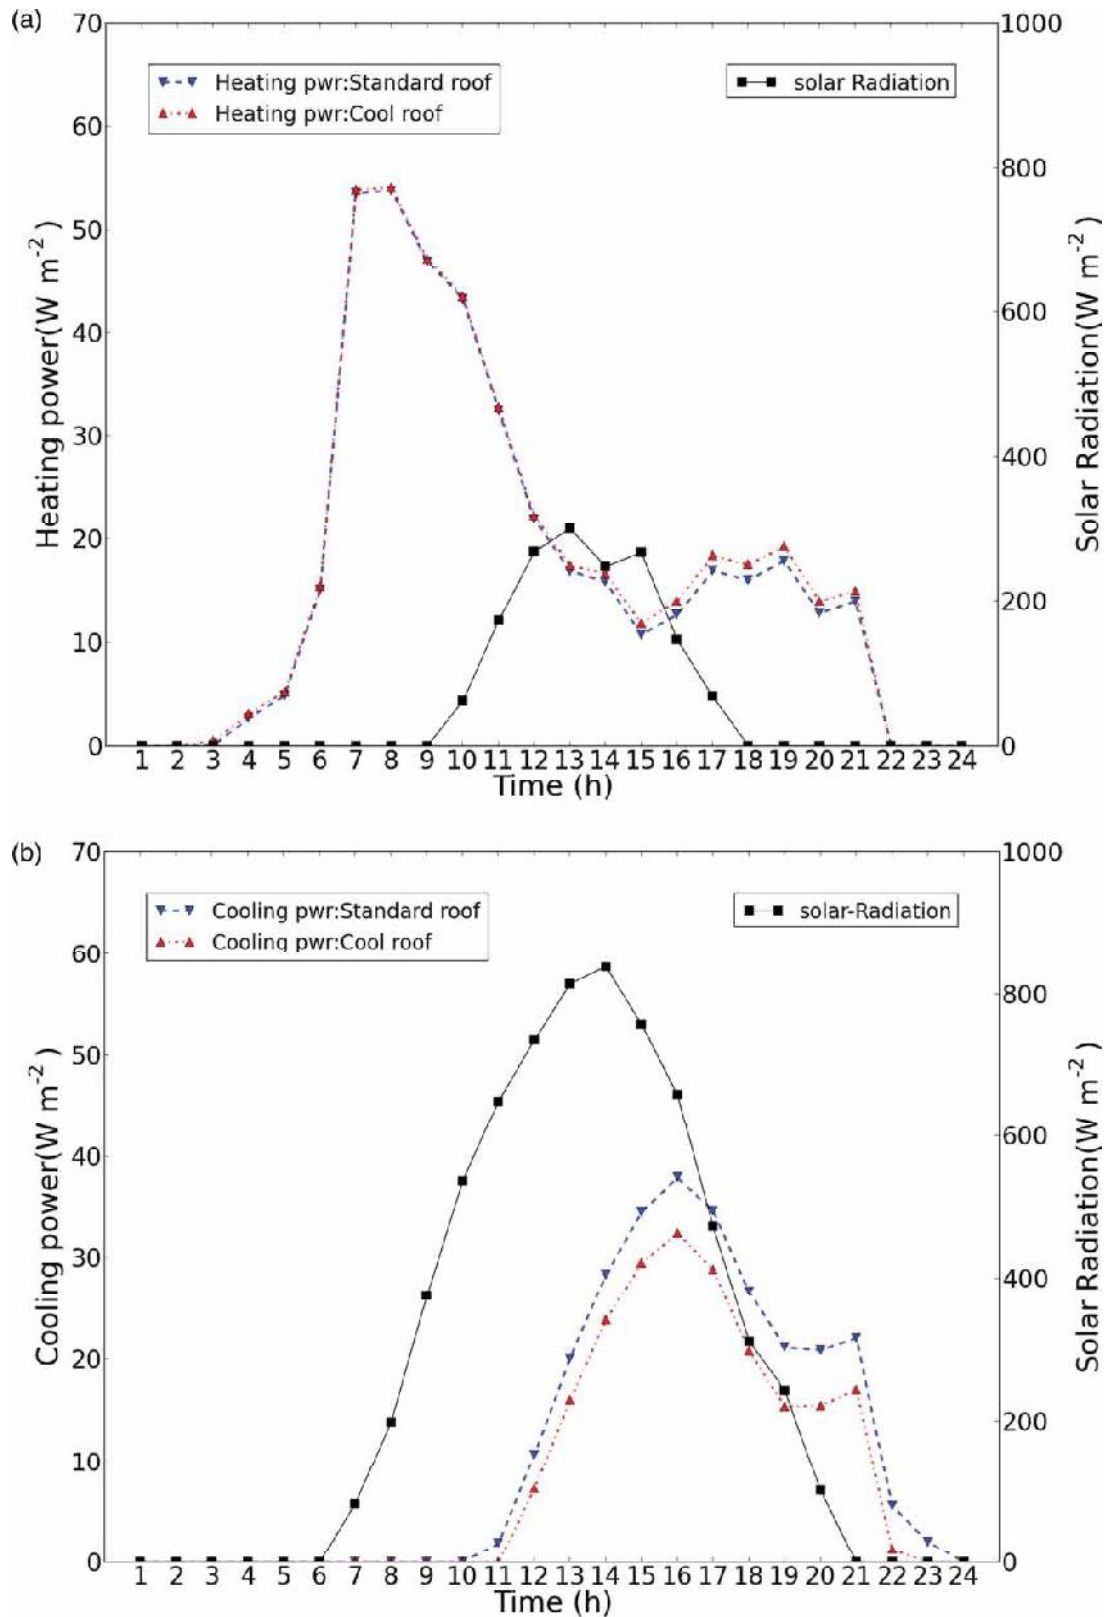 (a)
70
60
50
40
30
20
10
0
Heating power(W m⁻²)
Heating pwr:Standard roof
Heating pwr:Cool roof
solar Radiation
1000
800
600
400
200
0
Solar Radiation(W m⁻²)
1 2 3 4 5 6 7 8 9 10 11 12 13 14 15 16 17 18 19 20 21 22 23 24
Time (h)
(b)
70
60
50
40
30
20
10
0
Cooling power(W m⁻²)
Cooling pwr:Standard roof
Cooling pwr:Cool roof
solar-Radiation
1000
800
600
400
200
0
Solar Radiation(W m⁻²)
1 2 3 4 5 6 7 8 9 10 11 12 13 14 15 16 17 18 19 20 21 22 23 24
Time (h)